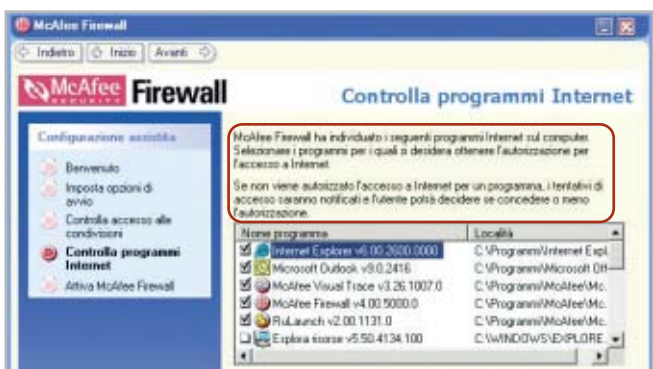 McAfee Firewall
Indietro Inizio Avanti
McAfee SECURITY Firewall
Controlla programmi Internet
Configurazione assistita
Benvenuto
Imposta opzioni di
avvio
Controlla accesso alle
condivisioni
Controlla programmi
Internet
Attiva McAfee Firewall
McAfee Firewall ha individuato i seguenti programmi Internet sul computer.
Selezionare i programmi per i quali si desidera ottenere l'autorizzazione per
l'accesso a Internet.
Se non viene autorizzato l'accesso a Internet per un programma, i tentativi di
accesso saranno notificati e l'utente potrà decidere se concedere o meno
l'autorizzazione.
Nome programma Località
Internet Explorer v6.00.2600.0000 C:\Programmi\Internet Expl
Microsoft Outlook v9.0.2416 C:\Programmi\Microsoft Off
McAfee Visual Trace v3.26.1007.0 C:\Programmi\McAfee\Mc.
McAfee Firewall v4.00.5000.0 C:\Programmi\McAfee\Mc.
RuLaunch v2.00.1131.0 C:\Programmi\McAfee\Mc.
Esplora risorse v5.50.4134.100 C:\WINDOWS\EXPLORE